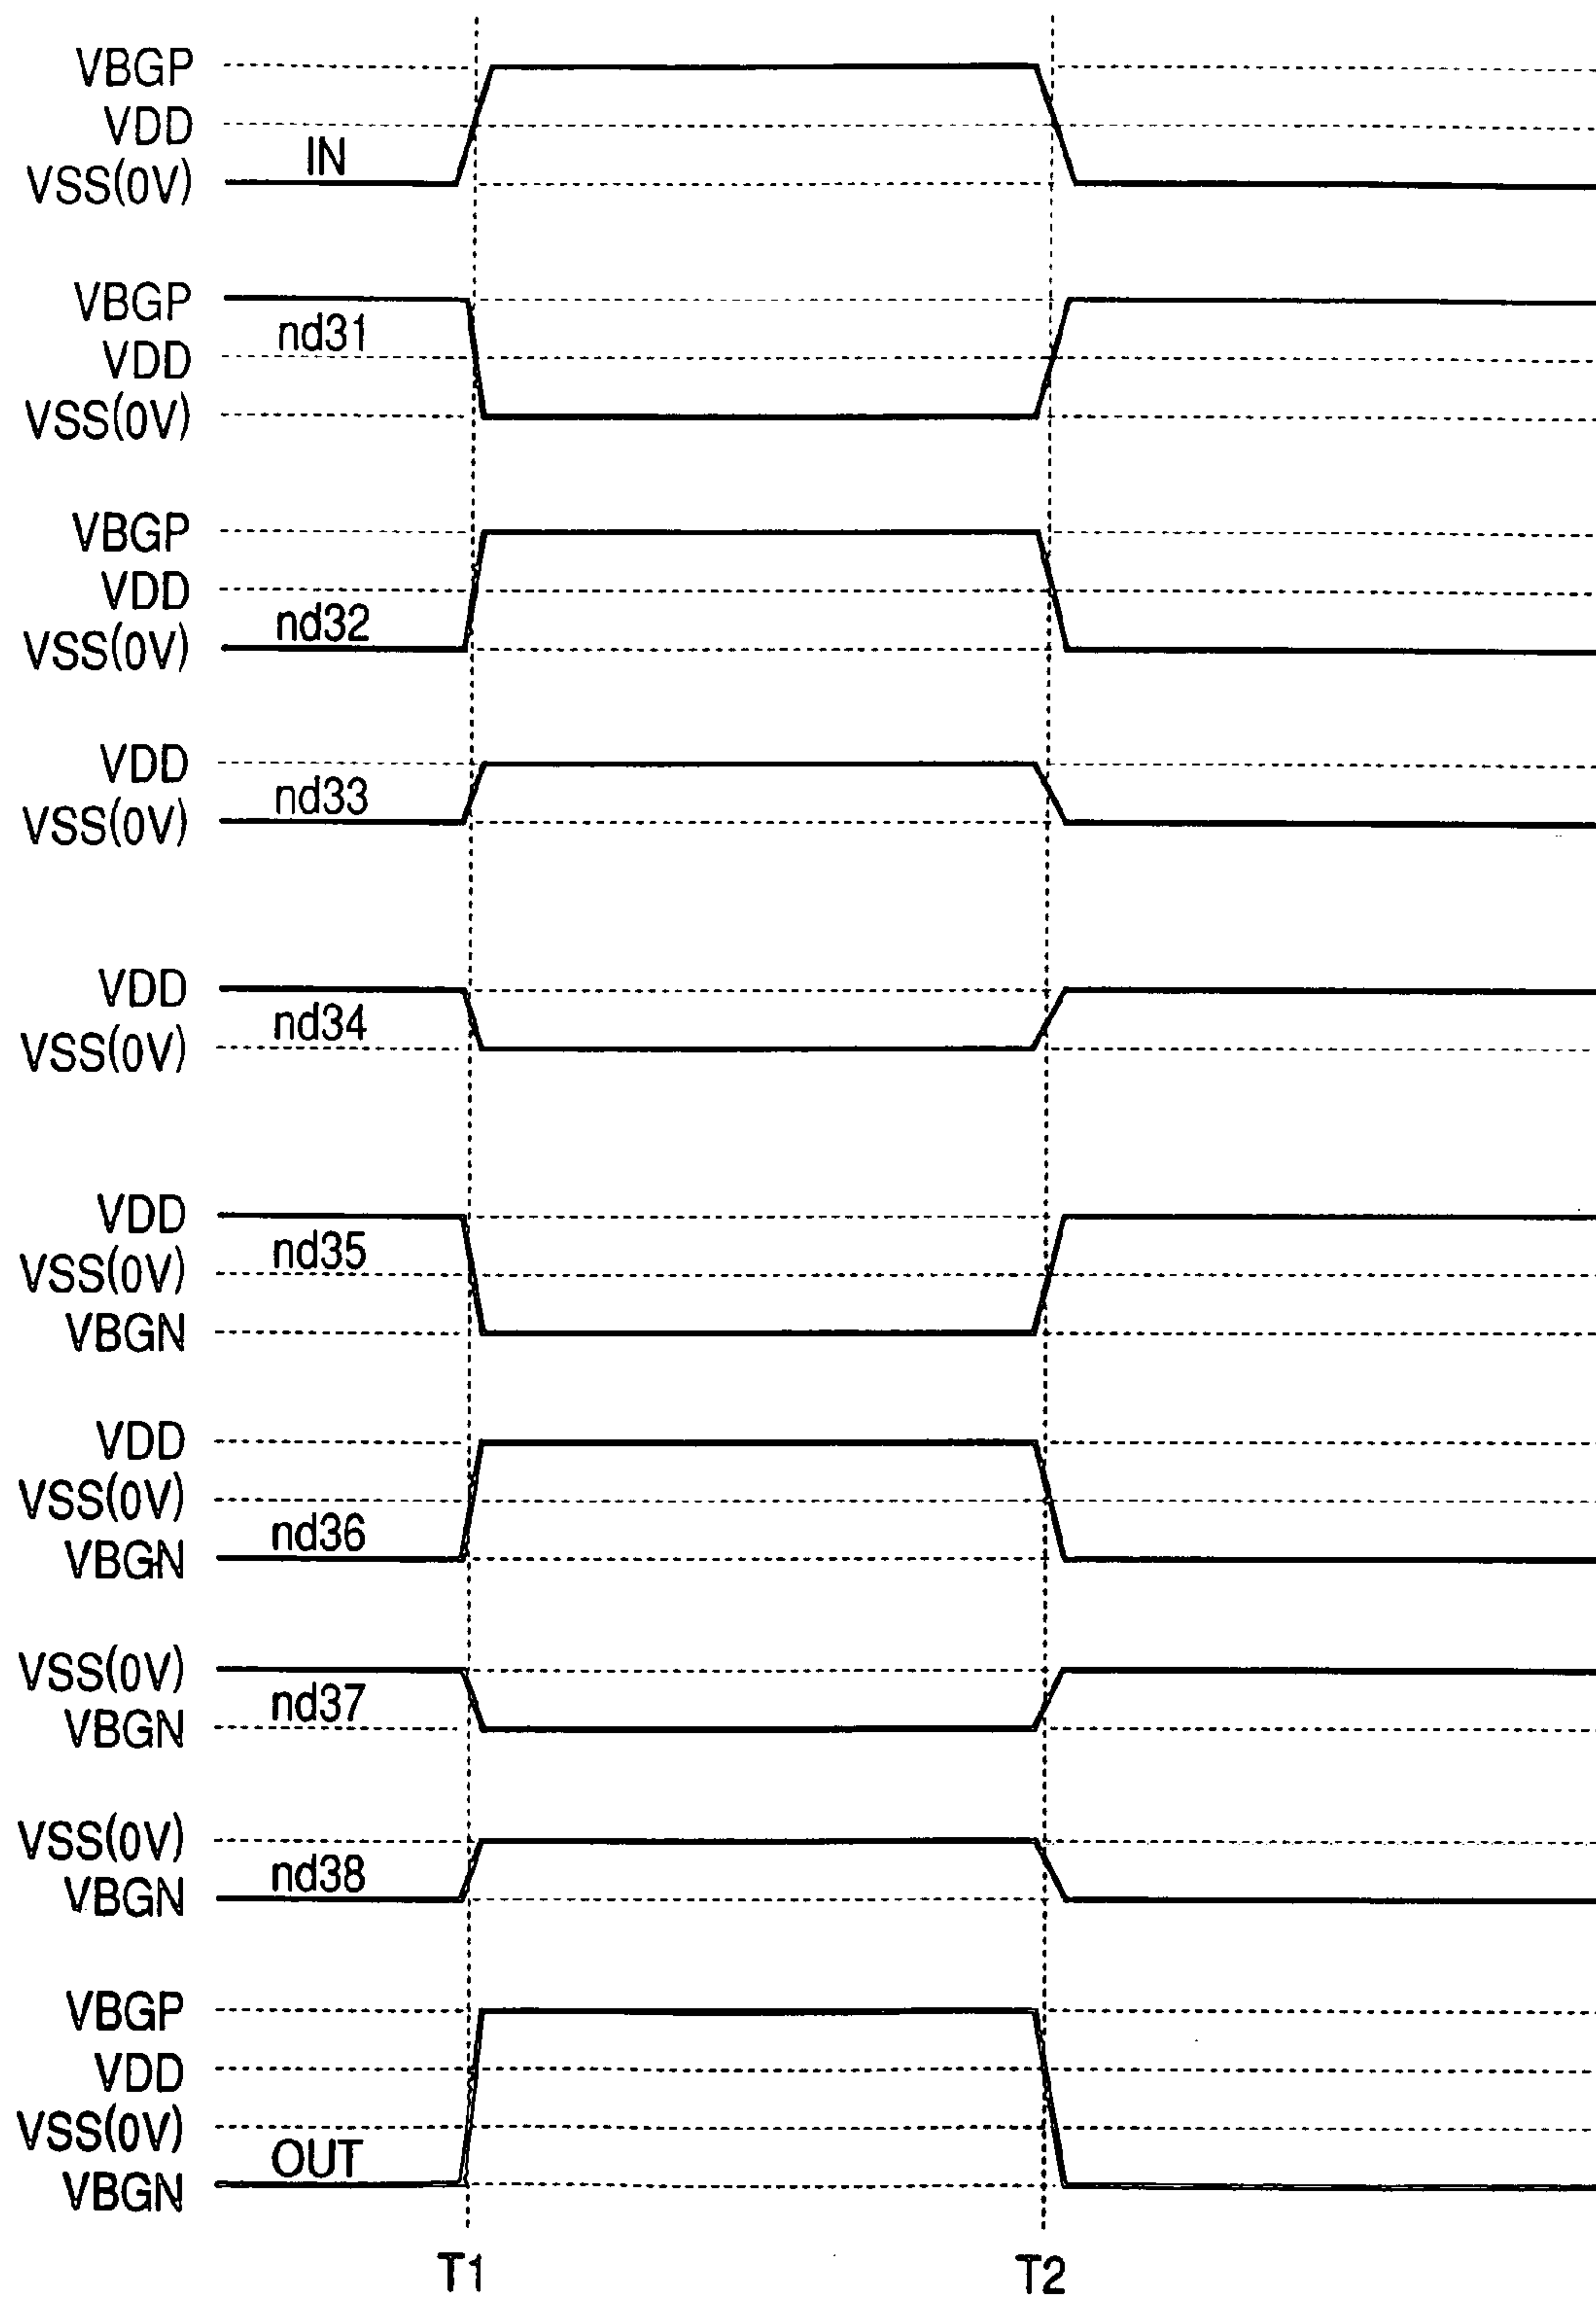 VBGP
VDD
IN
VSS(0V)
VBGP
nd31
VDD
VSS(0V)
VBGP
VDD
nd32
VSS(0V)
VDD
nd33
VSS(0V)
VDD
nd34
VSS(0V)
VDD
nd35
VSS(0V)
VBGN
VDD
VSS(0V)
nd36
VBGN
VSS(0V)
nd37
VBGN
VSS(0V)
nd38
VBGN
VBGP
VDD
VSS(0V)
OUT
VBGN
T1 T2